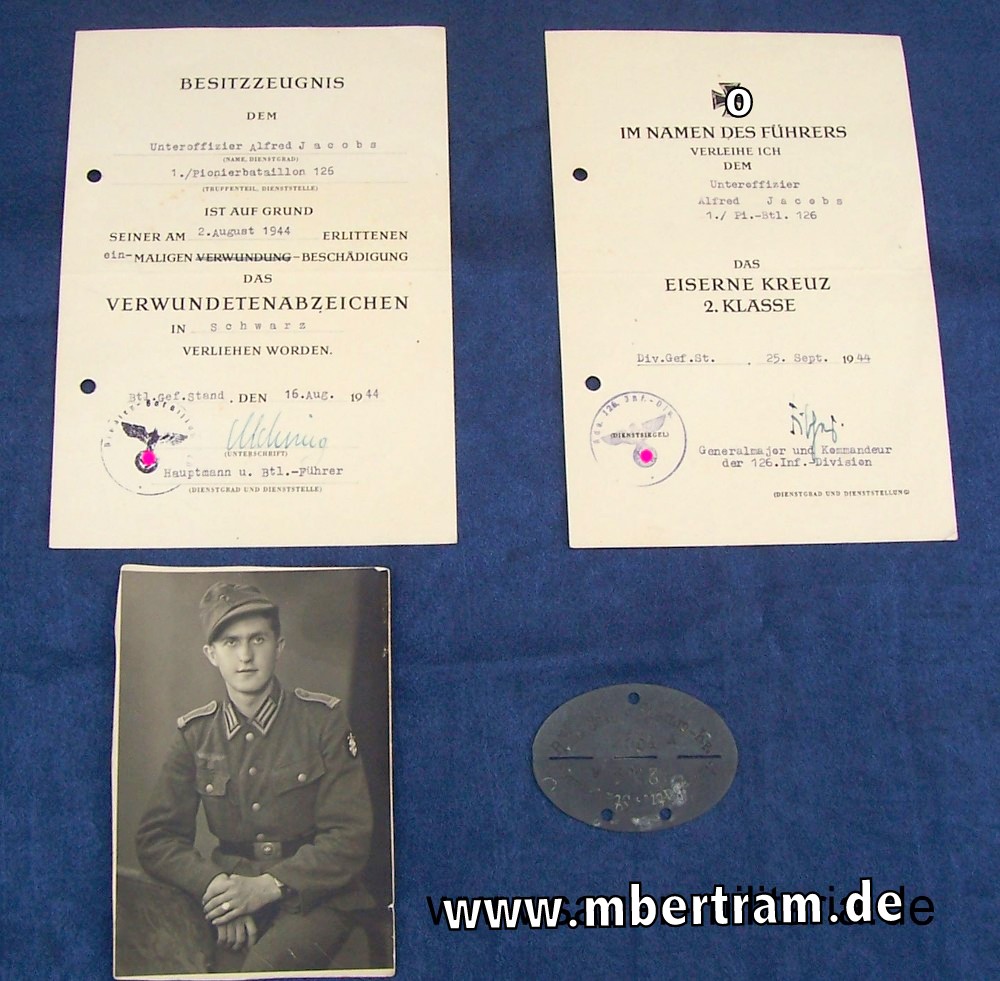 BESITZZEUGNIS
DEM
Unteroffizier Alfred J a c o b s
(NAME, DIENSTGRAD)
1./Pionierbataillon 126
(TRUPPENTEIL, DIENSTSTELLE)
IST AUF GRUND
SEINER AM 2.August 1944 ERLITTENEN
ein-MALIGEN VERWUNDUNG-BESCHÄDIGUNG
DAS
VERWUNDETENABZEICHEN
IN S c h w a r z
VERLIEHEN WORDEN.
Btl.Gef.Stand, DEN 16.Aug. 1944
(UNTERSCHRIFT)
Hauptmann u. Btl.-Führer
(DIENSTGRAD UND DIENSTSTELLE)
IM NAMEN DES FÜHRERS
VERLEIHE ICH
DEM
Unteroffizier
Alfred J a c o b s
1./ Pi.-Btl. 126
DAS
EISERNE KREUZ
2. KLASSE
Div.Gef.St. , 25. Sept. 1944
126. Inf.-Div.
(DIENSTSIEGEL)
Generalmajor und Kommandeur
der 126.Inf.-Division
(DIENSTGRAD UND DIENSTSTELLUNG)
www.mbertram.de